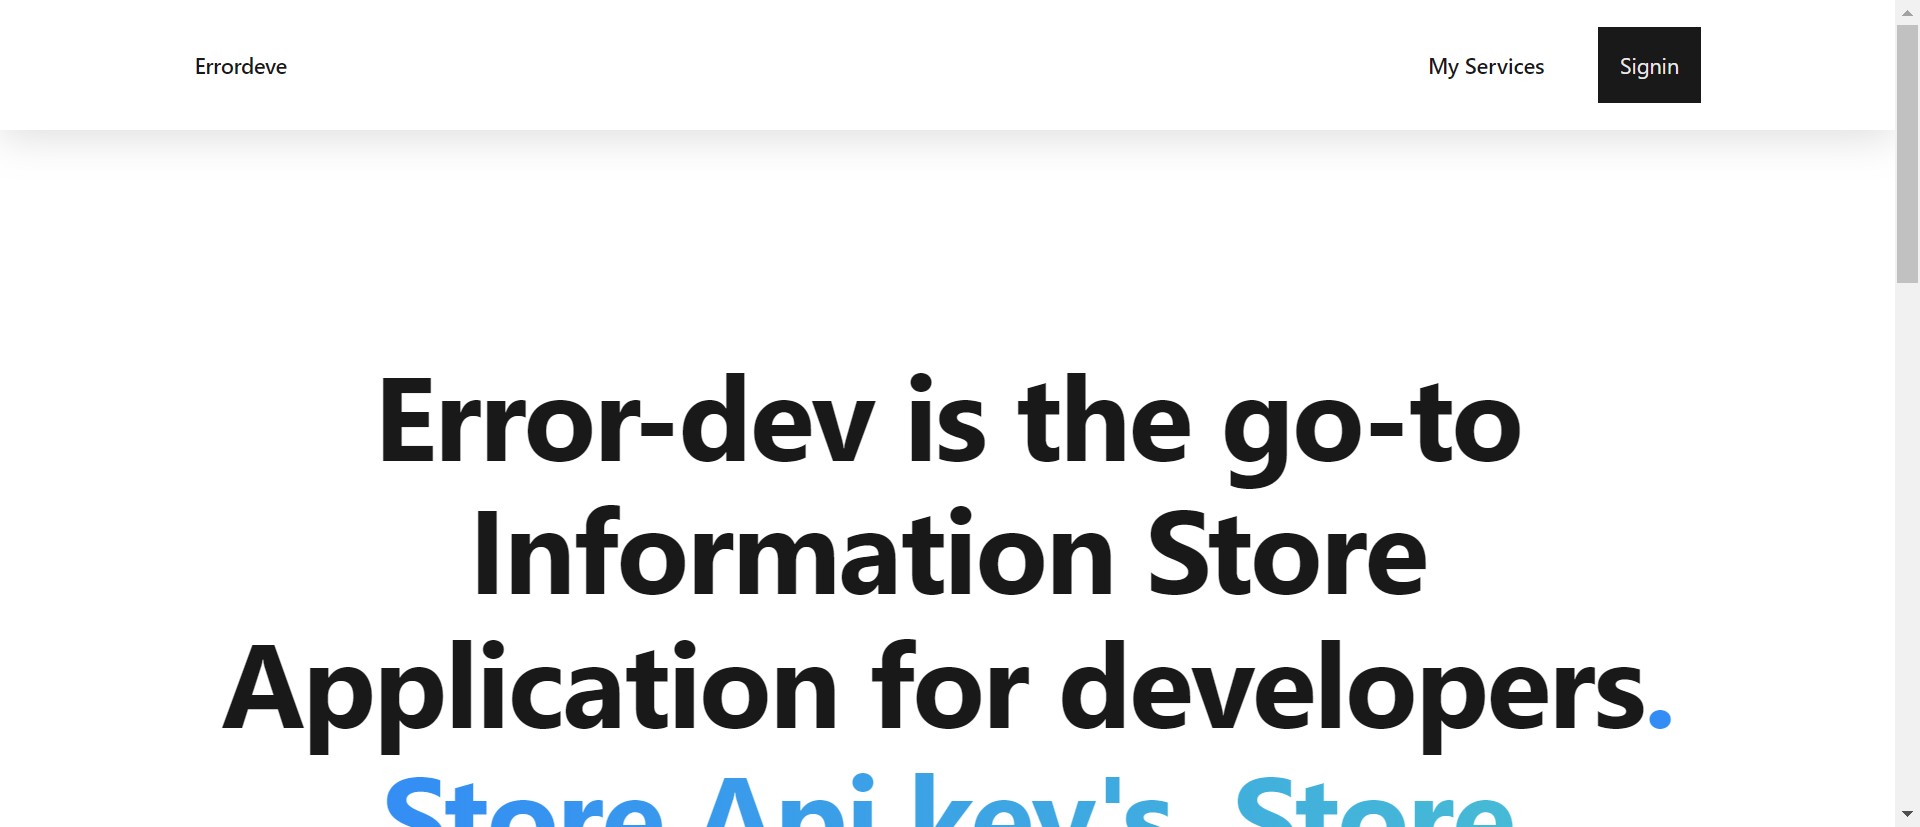 Errordeve
My Services
Signin
Error-dev is the go-to
Information Store
Application for developers.
Store Api key's, Store